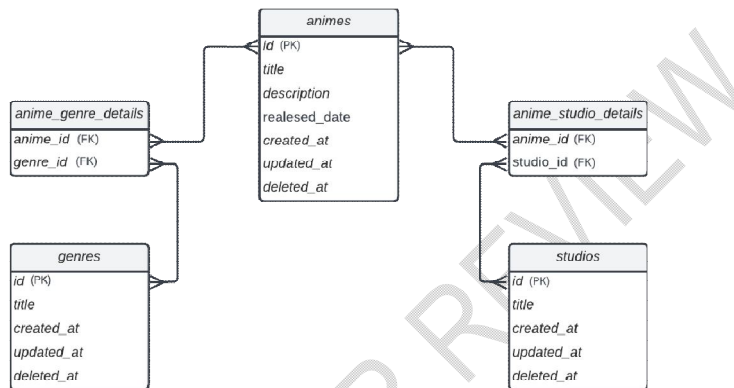 animes
id (PK)
title
description
realesed_date
created_at
updated_at
deleted_at
anime_genre_details
anime_id (FK)
genre_id (FK)
anime_studio_details
anime_id (FK)
studio_id (FK)
genres
id (PK)
title
created_at
updated_at
deleted_at
studios
id (PK)
title
created_at
updated_at
deleted_at
R REVIEW